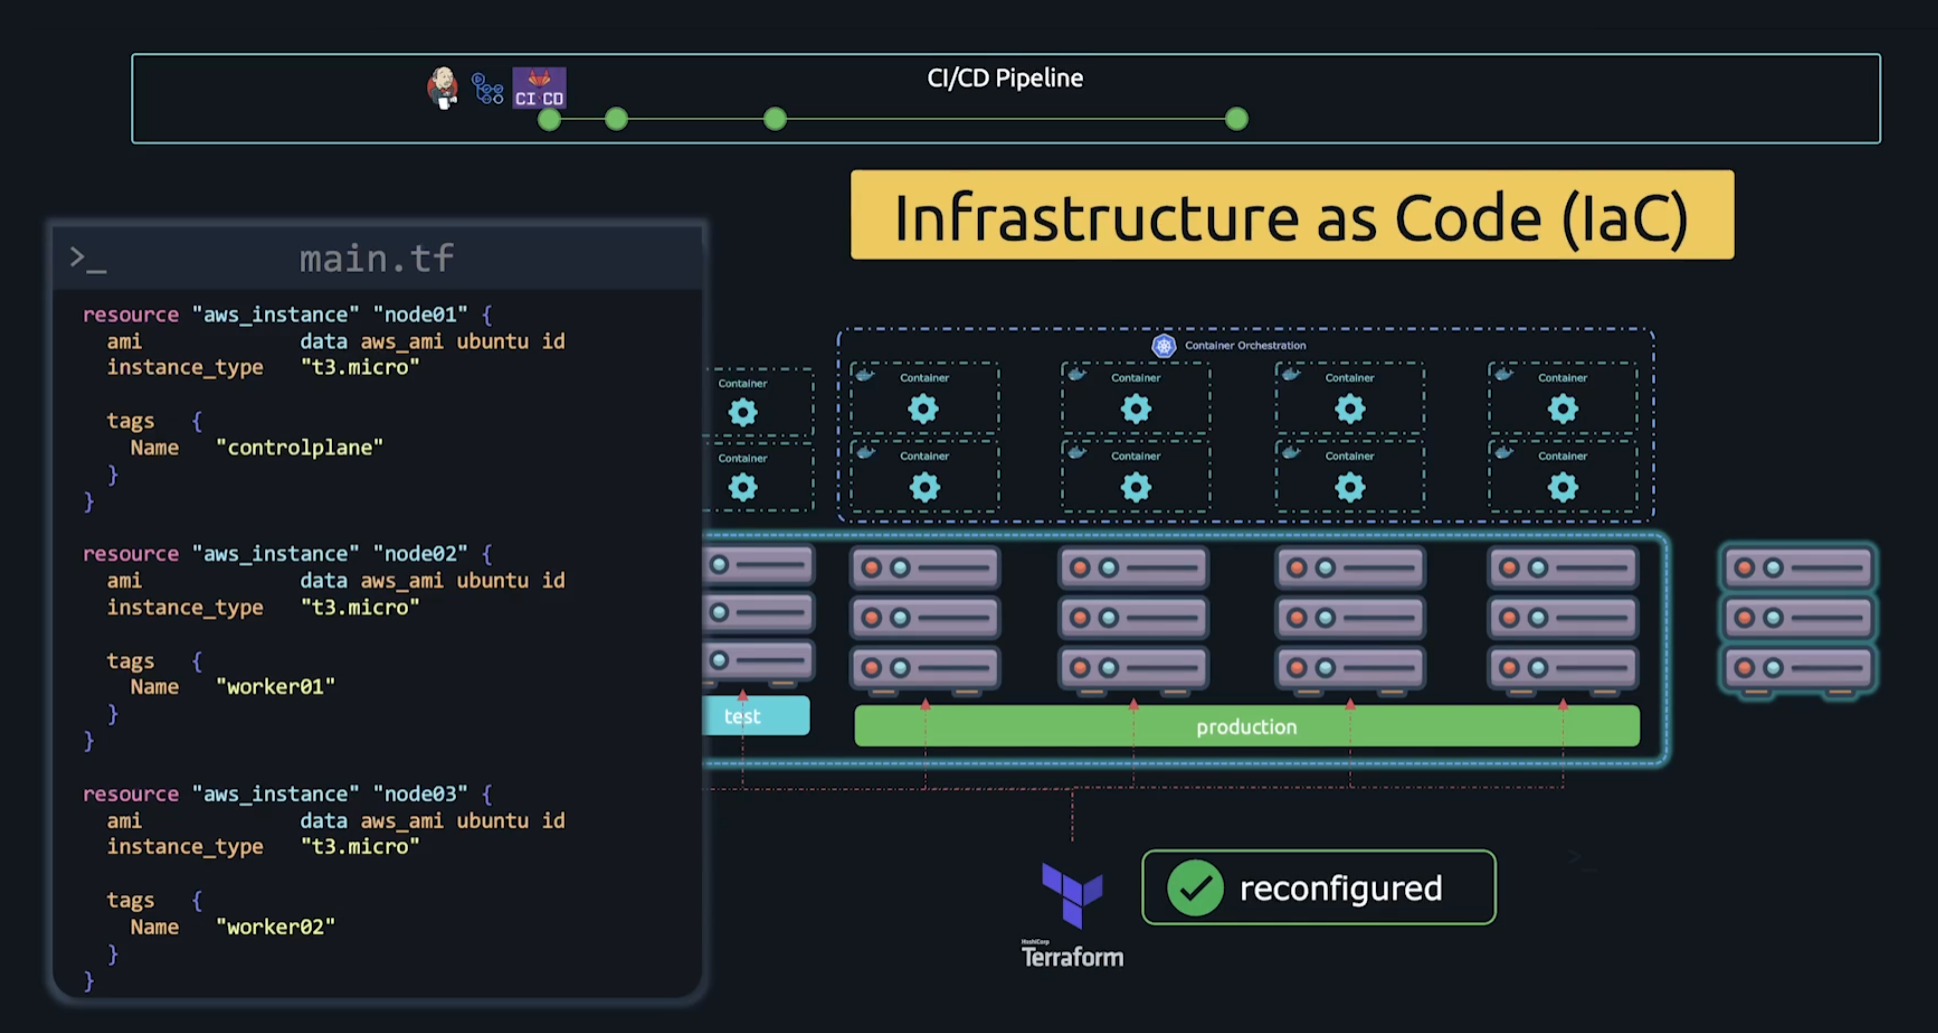 CI/CD Pipeline
CI CD
Infrastructure as Code (IaC)
>_ main.tf
resource "aws_instance" "node01" {
ami data aws_ami ubuntu id
instance_type "t3.micro"
tags {
Name "controlplane"
}
}
resource "aws_instance" "node02" {
ami data aws_ami ubuntu id
instance_type "t3.micro"
tags {
Name "worker01"
}
}
resource "aws_instance" "node03" {
ami data aws_ami ubuntu id
instance_type "t3.micro"
tags {
Name "worker02"
}
}
Container Orchestration
Container
Container
Container
Container
Container
Container
Container
Container
Container
Container
test
production
reconfigured
HashiCorp
Terraform
>_